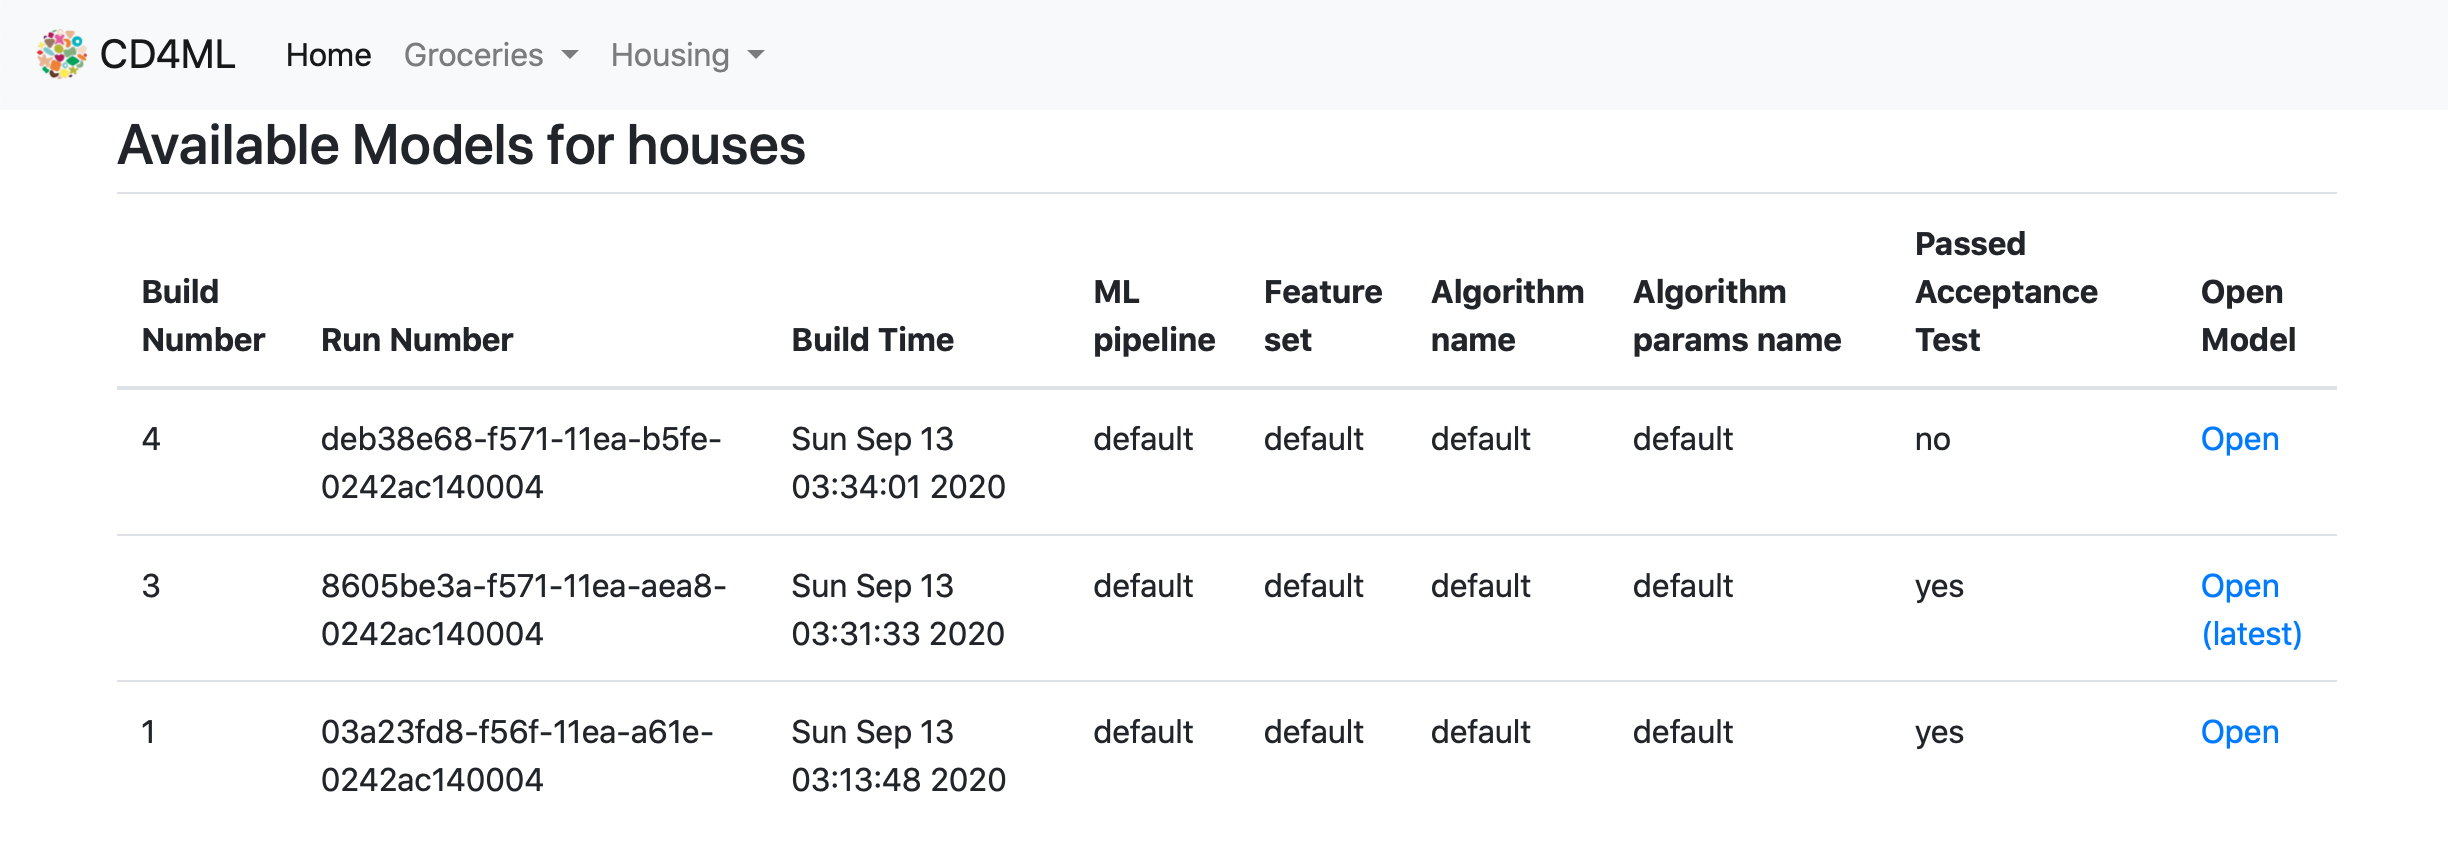 CD4ML Home Groceries Housing
Available Models for houses
Build Number Run Number Build Time ML pipeline Feature set Algorithm name Algorithm params name Passed Acceptance Test Open Model
4 deb38e68-f571-11ea-b5fe- Sun Sep 13 default default default default no Open
0242ac140004 03:34:01 2020
3 8605be3a-f571-11ea-aea8- Sun Sep 13 default default default default yes Open
0242ac140004 03:31:33 2020 (latest)
1 03a23fd8-f56f-11ea-a61e- Sun Sep 13 default default default default yes Open
0242ac140004 03:13:48 2020